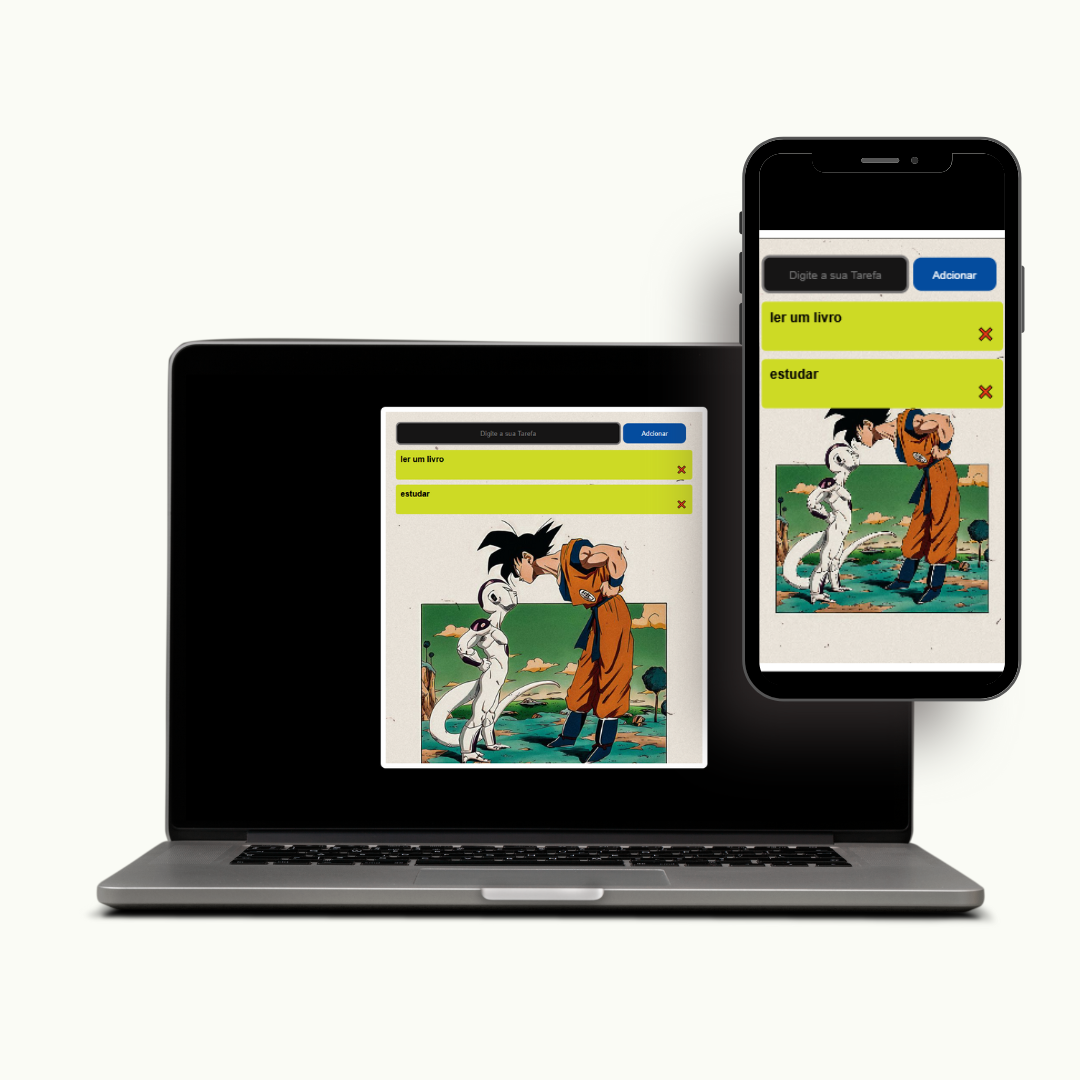 Digite a sua Tarefa
Adcionar
ler um livro
estudar
Digite a sua Tarefa
Adcionar
ler um livro
estudar